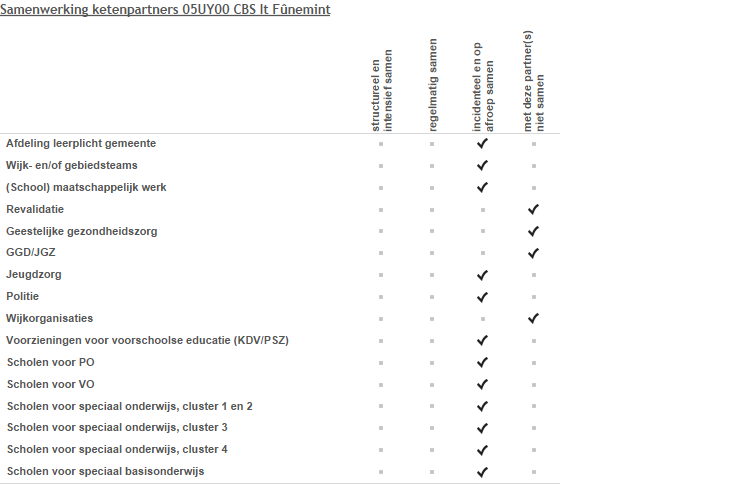 Samenwerking ketenpartners 05UY00 CBS It Fûnemint
structureel en
intensief samen
regelmatig samen
incidenteel en op
afroep samen
met deze partner(s)
niet samen
Afdeling leerplicht gemeente
Wijk- en/of gebiedsteams
(School) maatschappelijk werk
Revalidatie
Geestelijke gezondheidszorg
GGD/JGZ
Jeugdzorg
Politie
Wijkorganisaties
Voorzieningen voor voorschoolse educatie (KDV/PSZ)
Scholen voor PO
Scholen voor VO
Scholen voor speciaal onderwijs, cluster 1 en 2
Scholen voor speciaal onderwijs, cluster 3
Scholen voor speciaal onderwijs, cluster 4
Scholen voor speciaal basisonderwijs